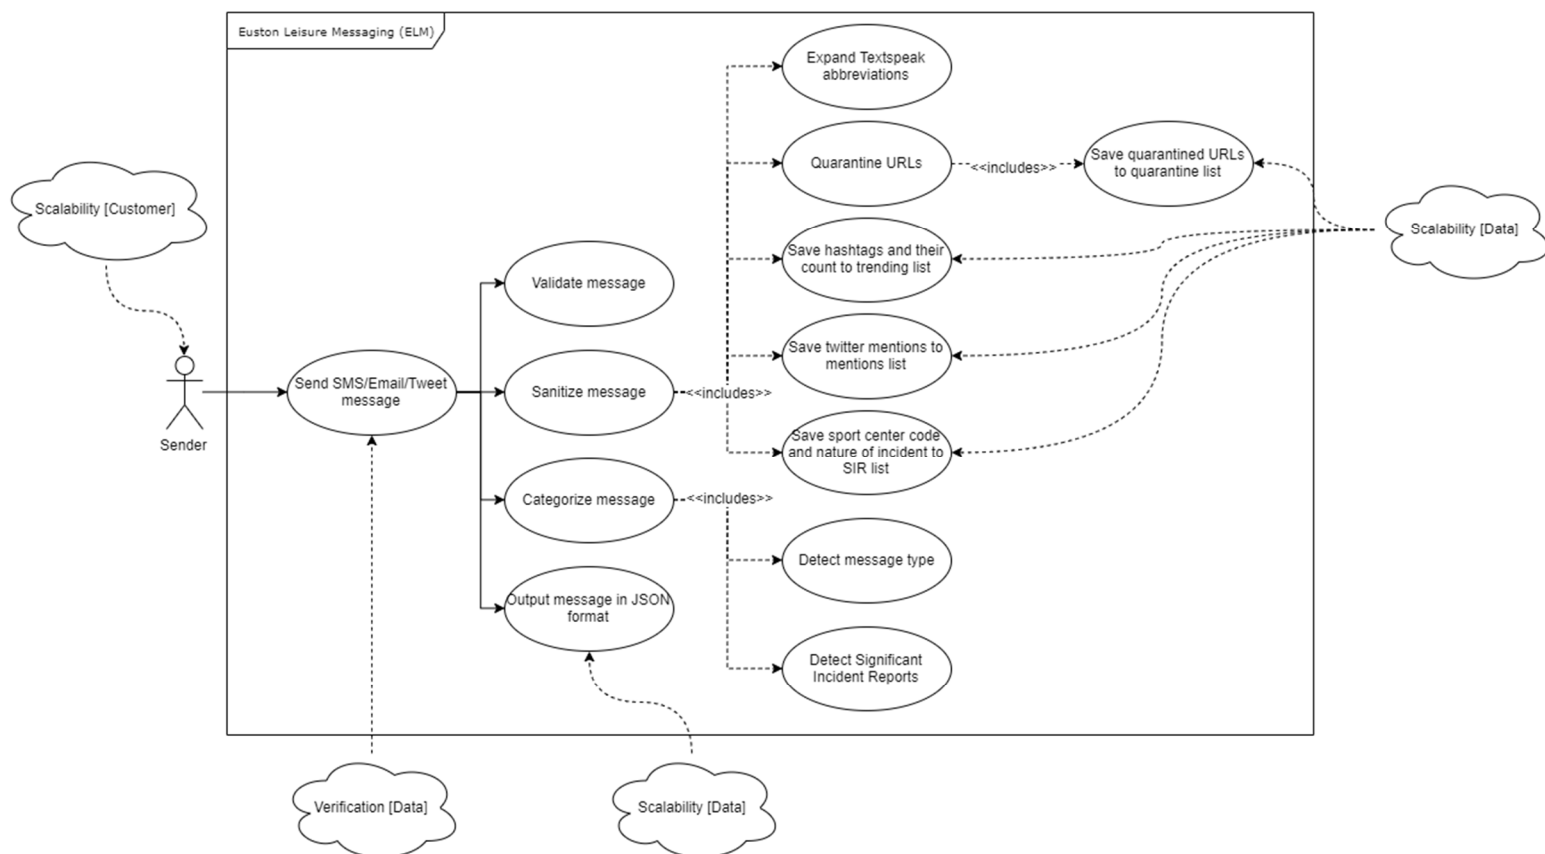 Euston Leisure Messaging (ELM)
Expand Textspeak
abbreviations
Quarantine URLs
<<includes>>
Save quarantined URLs
to quarantine list
Scalability [Customer]
Scalability [Data]
Save hashtags and their
count to trending list
Validate message
Save twitter mentions to
mentions list
Send SMS/Email/Tweet
message
Sanitize message
<<includes>>
Sender
Save sport center code
and nature of incident to
SIR list
Categorize message
<<includes>>
Detect message type
Output message in JSON
format
Detect Significant
Incident Reports
Verification [Data]
Scalability [Data]